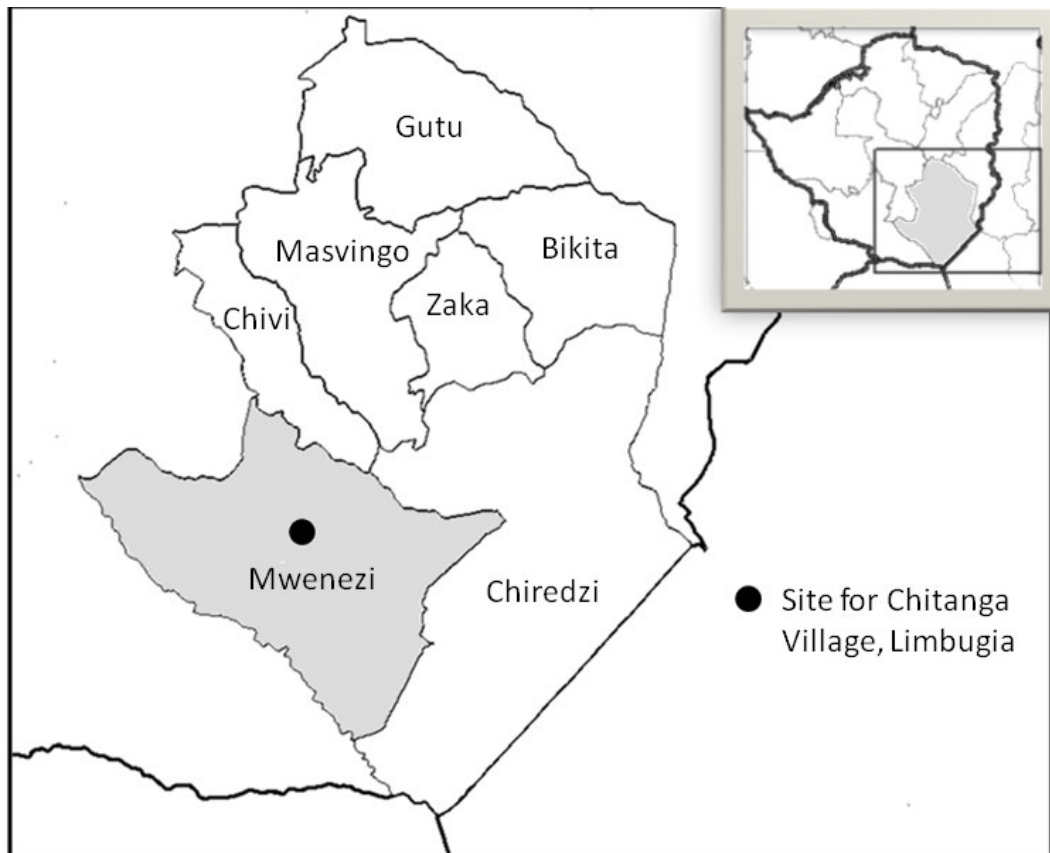 Gutu
Masvingo
Bikita
Zaka
Chivi
Mwenezi
Chiredzi
Site for Chitanga
Village, Limbugia